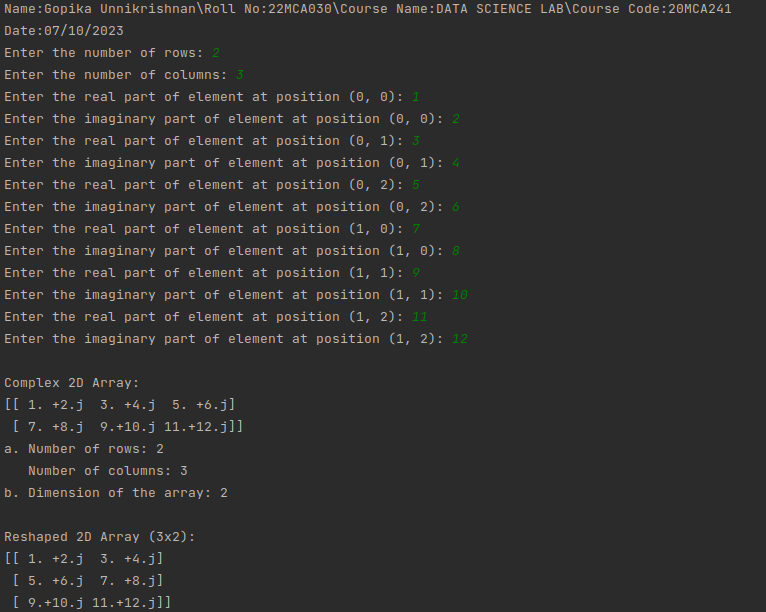 Name:Gopika Unnikrishnan\Roll No:22MCA030\Course Name:DATA SCIENCE LAB\Course Code:20MCA241
Date:07/10/2023
Enter the number of rows: 2
Enter the number of columns: 3
Enter the real part of element at position (0, 0): 1
Enter the imaginary part of element at position (0, 0): 2
Enter the real part of element at position (0, 1): 3
Enter the imaginary part of element at position (0, 1): 4
Enter the real part of element at position (0, 2): 5
Enter the imaginary part of element at position (0, 2): 6
Enter the real part of element at position (1, 0): 7
Enter the imaginary part of element at position (1, 0): 8
Enter the real part of element at position (1, 1): 9
Enter the imaginary part of element at position (1, 1): 10
Enter the real part of element at position (1, 2): 11
Enter the imaginary part of element at position (1, 2): 12
Complex 2D Array:
[[ 1. +2.j  3. +4.j  5. +6.j]
 [ 7. +8.j  9.+10.j 11.+12.j]]
a. Number of rows: 2
   Number of columns: 3
b. Dimension of the array: 2
Reshaped 2D Array (3x2):
[[ 1. +2.j  3. +4.j]
 [ 5. +6.j  7. +8.j]
 [ 9.+10.j 11.+12.j]]